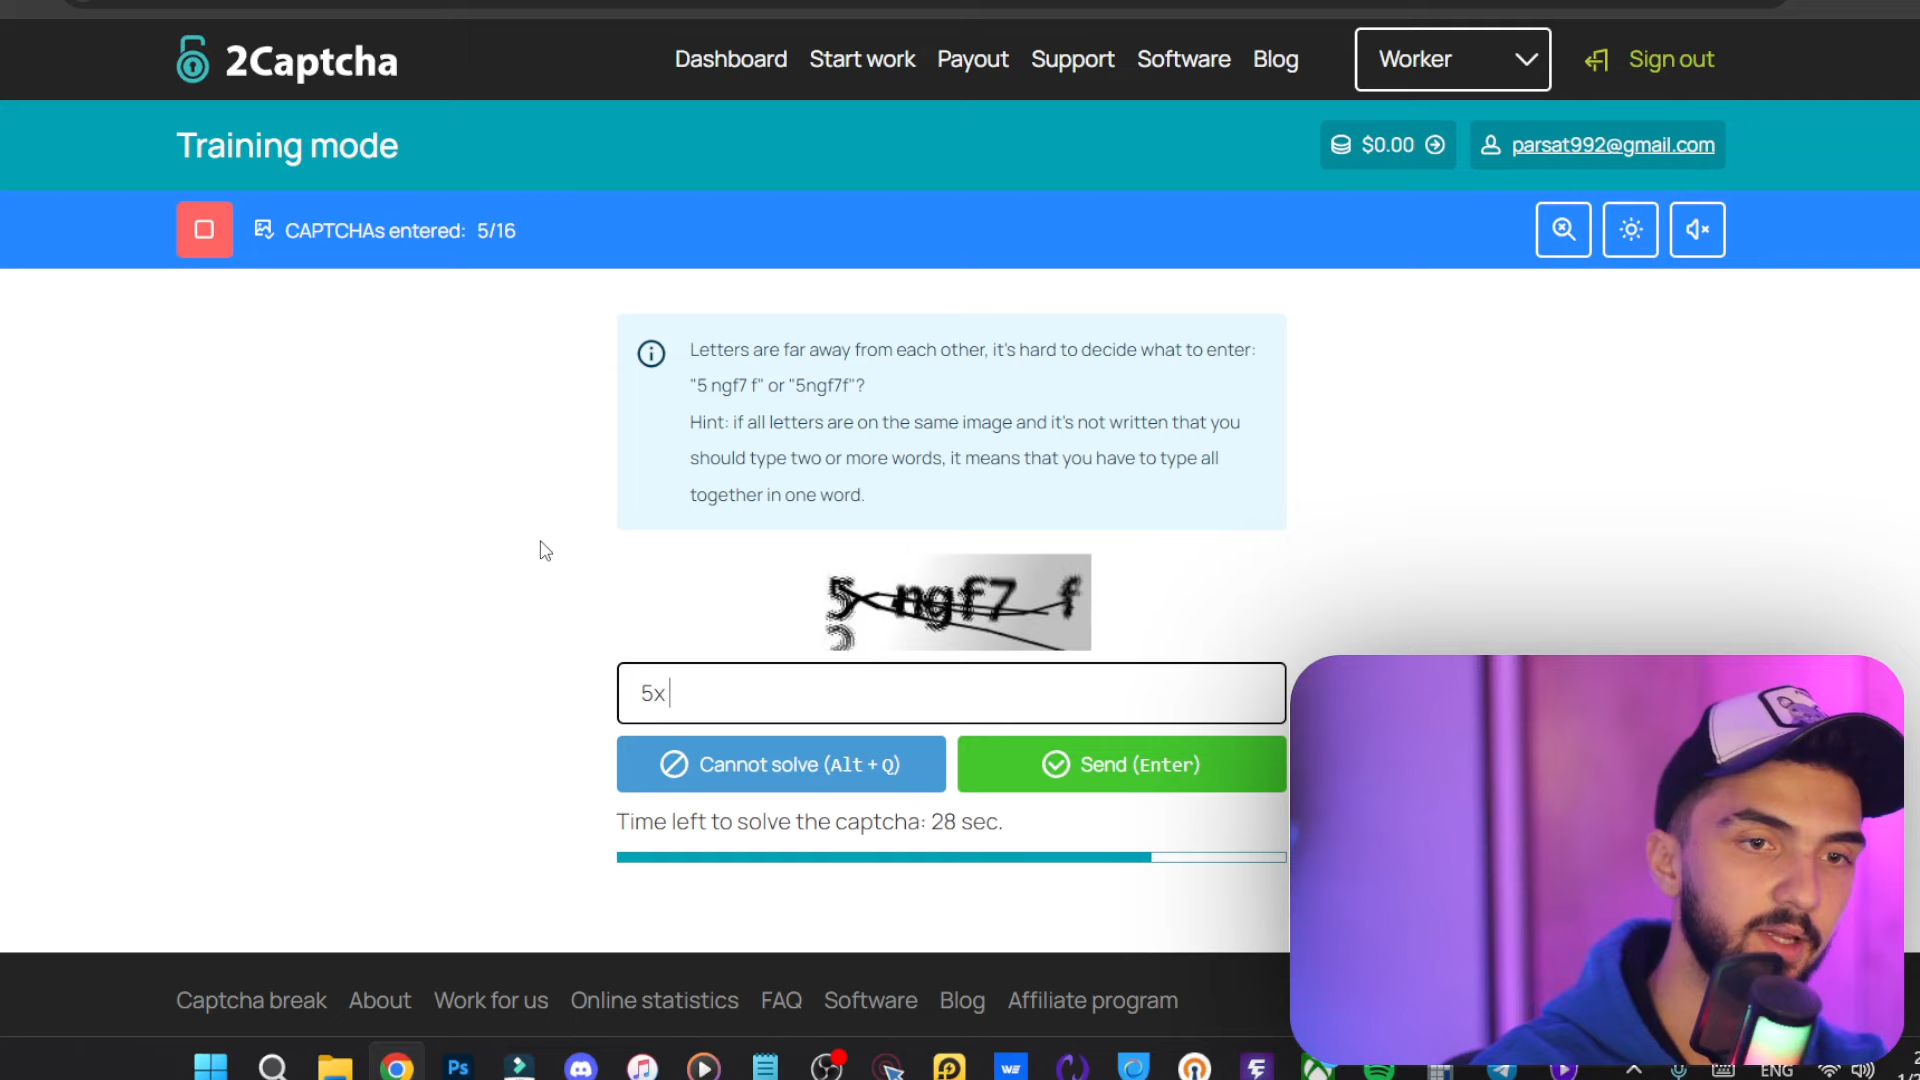 2Captcha
Dashboard Start work Payout Support Software Blog Worker Sign out
Training mode
$0.00 parsat992@gmail.com
CAPTCHAs entered: 5/16
Letters are far away from each other, it's hard to decide what to enter:
"5 ngf7 f" or "5ngf7f"?
Hint: if all letters are on the same image and it's not written that you
should type two or more words, it means that you have to type all
together in one word.
5 ngf7 f
5x
Cannot solve (Alt + Q) Send (Enter)
Time left to solve the captcha: 28 sec.
Captcha break About Work for us Online statistics FAQ Software Blog Affiliate program
Ps WE ENG